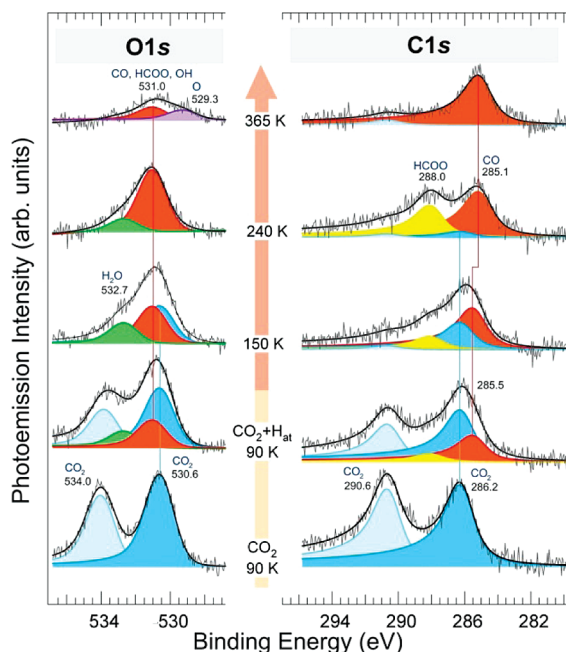 O1s
C1s
CO, HCOO, OH
531.0
O
529.3
365 K
HCOO
288.0
CO
285.1
240 K
H₂O
532.7
150 K
285.5
CO₂+Hat
90 K
CO₂
534.0
CO₂
530.6
CO₂
290.6
CO₂
286.2
CO₂
90 K
534
530
294
290
286
282
Binding Energy (eV)
Photoemission Intensity (arb. units)